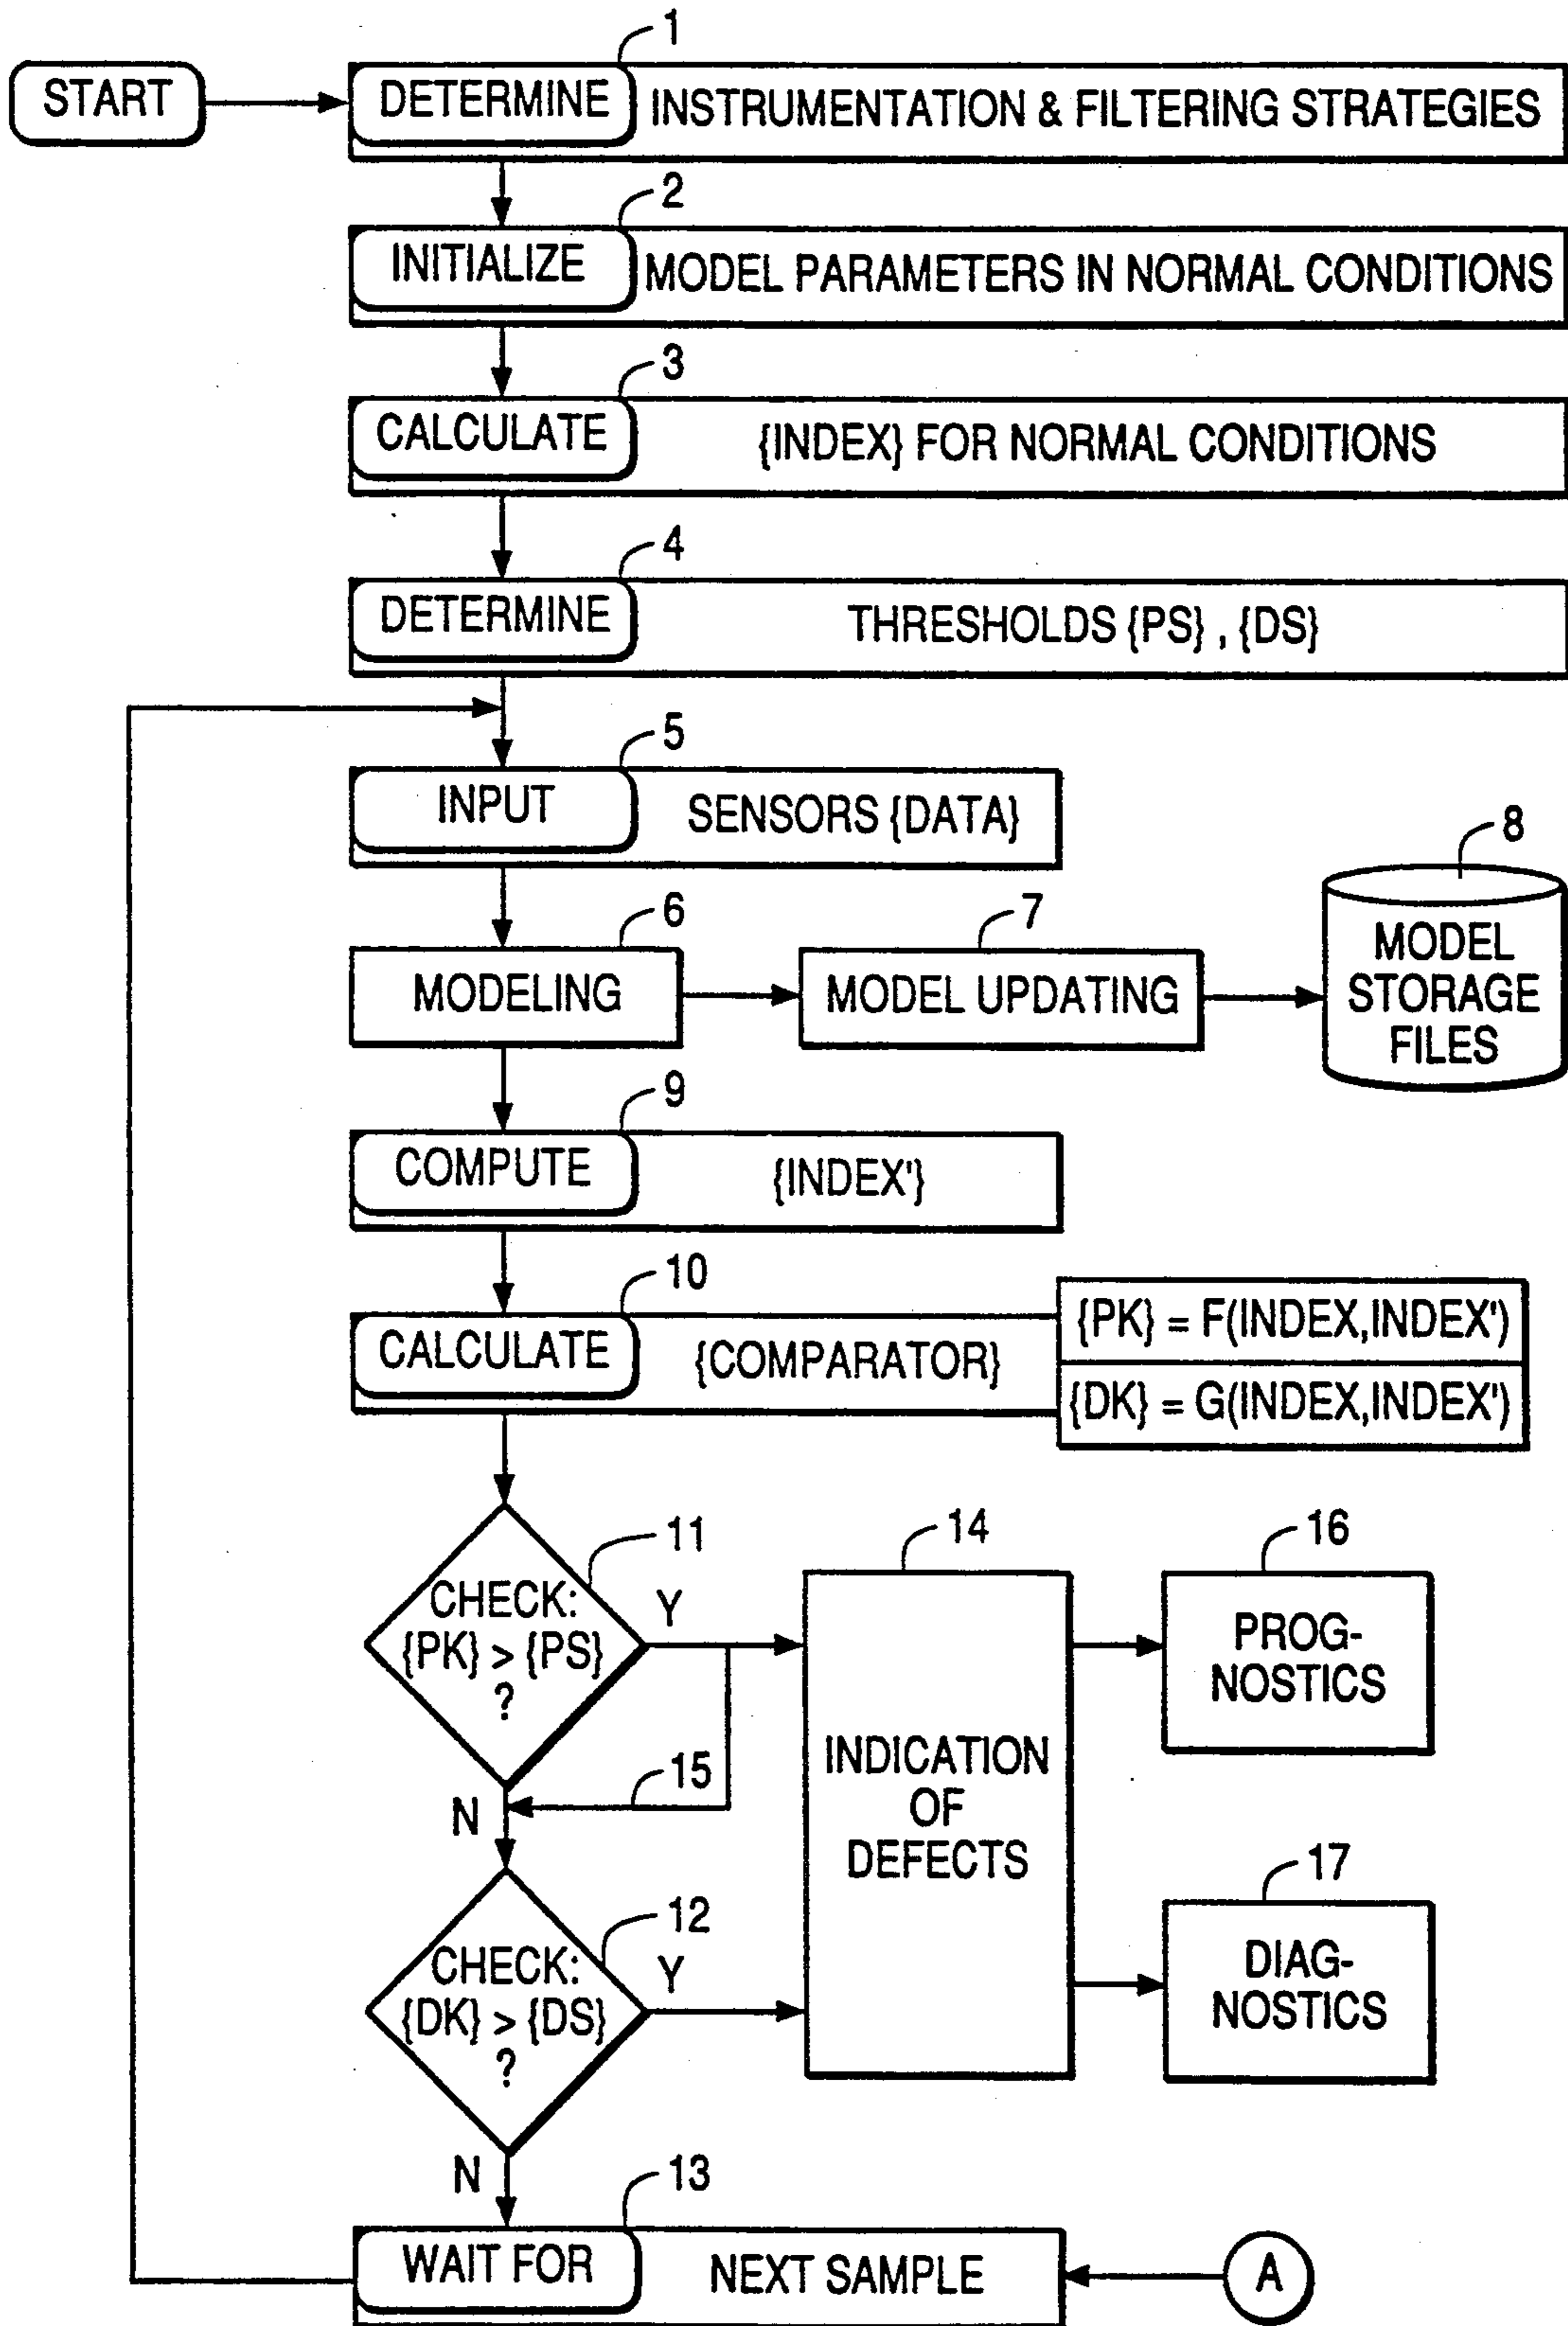 1
START
DETERMINE
INSTRUMENTATION & FILTERING STRATEGIES
2
INITIALIZE
MODEL PARAMETERS IN NORMAL CONDITIONS
3
CALCULATE
{INDEX} FOR NORMAL CONDITIONS
4
DETERMINE
THRESHOLDS {PS} , {DS}
5
INPUT
SENSORS {DATA}
6
MODELING
7
MODEL UPDATING
8
MODEL
STORAGE
FILES
9
COMPUTE
{INDEX'}
10
CALCULATE
{COMPARATOR}
{PK} = F(INDEX,INDEX')
{DK} = G(INDEX,INDEX')
11
CHECK:
{PK} > {PS}
?
Y
N
15
14
INDICATION
OF
DEFECTS
16
PROG-
NOSTICS
12
CHECK:
{DK} > {DS}
?
Y
N
17
DIAG-
NOSTICS
13
WAIT FOR
NEXT SAMPLE
A